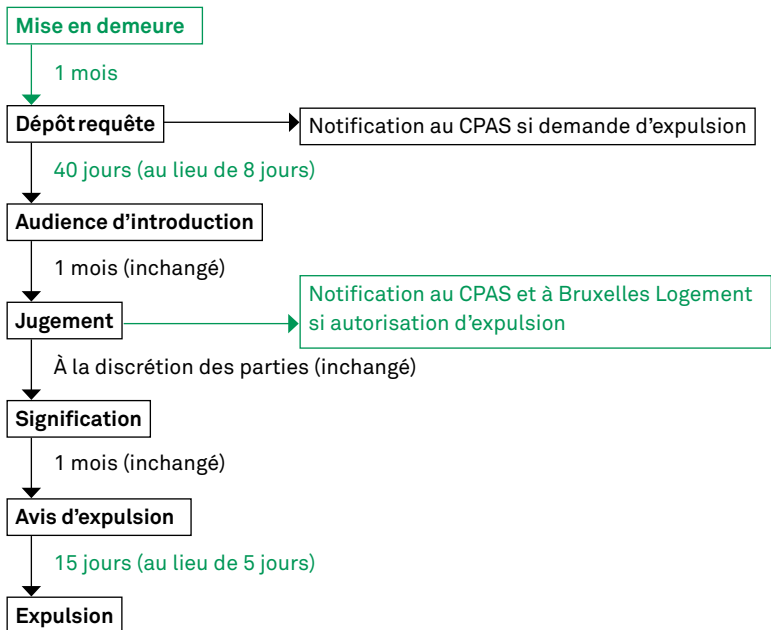 Mise en demeure
1 mois
Dépôt requête
Notification au CPAS si demande d'expulsion
40 jours (au lieu de 8 jours)
Audience d'introduction
1 mois (inchangé)
Notification au CPAS et à Bruxelles Logement
si autorisation d'expulsion
Jugement
À la discrétion des parties (inchangé)
Signification
1 mois (inchangé)
Avis d'expulsion
15 jours (au lieu de 5 jours)
Expulsion